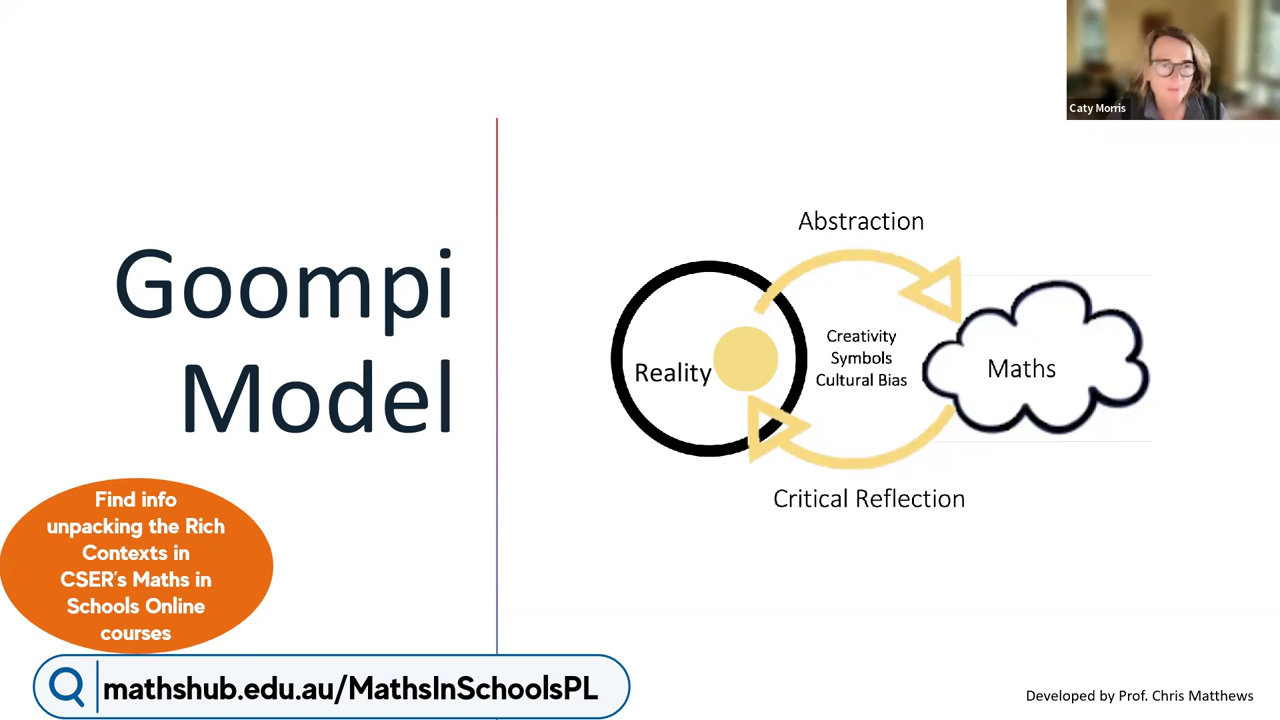 Caty Morris
Goompi
Model
Abstraction
Reality
Creativity
Symbols
Cultural Bias
Maths
Critical Reflection
Find info
unpacking the Rich
Contexts in
CSER's Maths in
Schools Online
courses
mathshub.edu.au/MathsInSchoolsPL
Developed by Prof. Chris Matthews